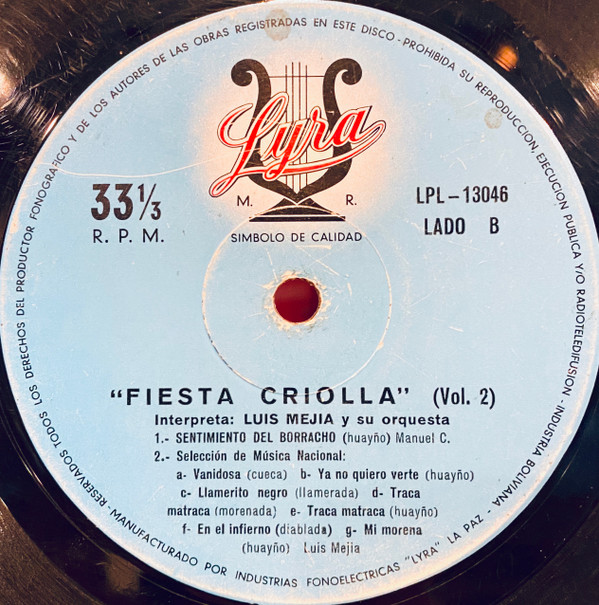 RESERVADOS TODOS LOS DERECHOS DEL PRODUCTOR FONOGRAFICO Y DE LOS AUTORES DE LAS OBRAS REGISTRADAS EN ESTE DISCO - PROHIBIDA SU REPRODUCCION, EJECUCION PUBLICA Y/O RADIOTELEDIFUSION - INDUSTRIA BOLIVIANA -
Lyra
M. R.
SIMBOLO DE CALIDAD
33 1/3
R. P. M.
LPL-13046
LADO B
"FIESTA CRIOLLA" (Vol. 2)
Interpreta: LUIS MEJIA y su orquesta
1.- SENTIMIENTO DEL BORRACHO (huayño) Manuel C.
2.- Selección de Música Nacional:
a- Vanidosa (cueca) b- Ya no quiero verte (huayño)
c- Llamerito negro (llamerada) d- Traca
matraca (morenada) e- Traca matraca (huayño)
f- En el infierno (diablada) g- Mi morena
(huayño) Luis Mejia
MANUFACTURADO POR INDUSTRIAS FONOELECTRICAS "LYRA" LA PAZ -